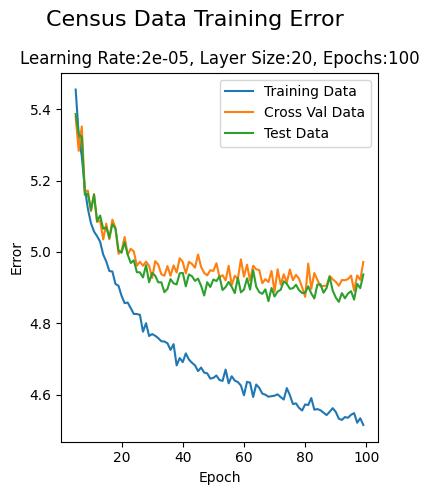 Census Data Training Error
Learning Rate:2e-05, Layer Size:20, Epochs:100
Training Data
Cross Val Data
Test Data
5.4
5.2
5.0
4.8
4.6
Error
20
40
60
80
100
Epoch